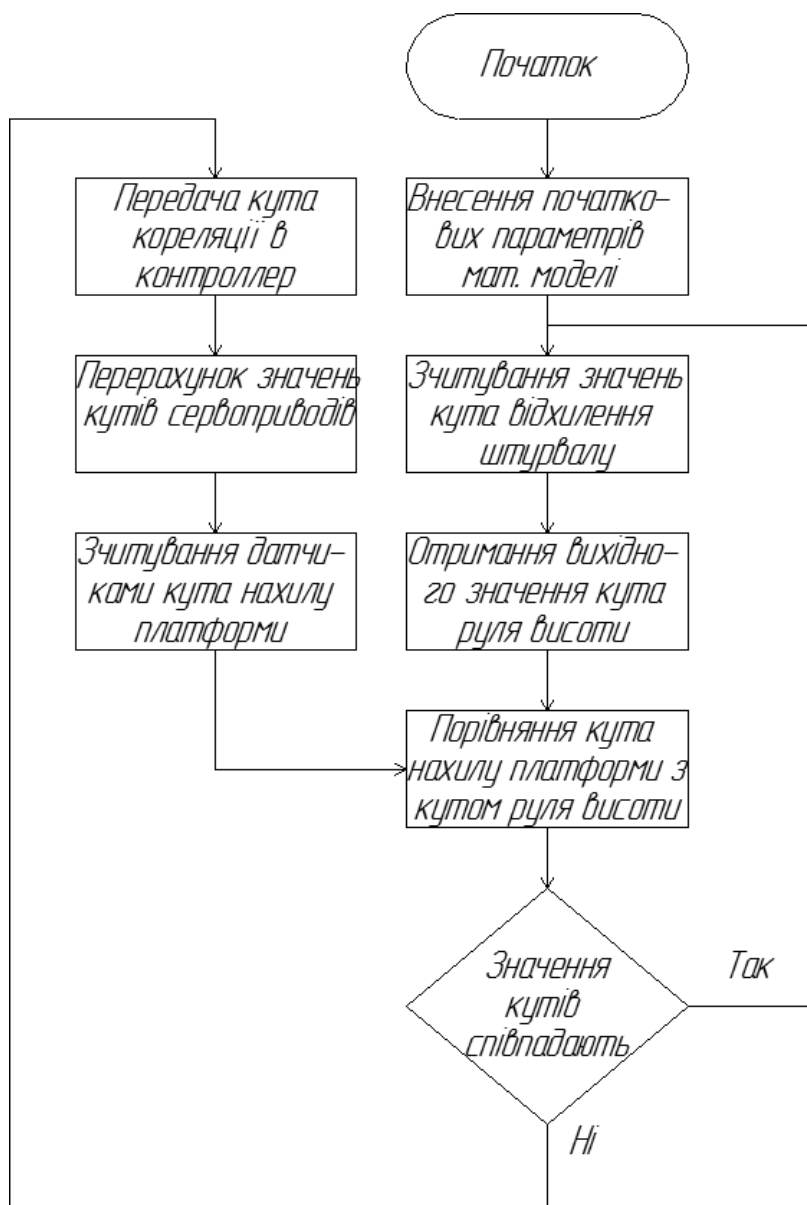 Початок
Передача кута
кореляції в
контроллер
Внесення початко-
вих параметрів
мат. моделі
Перерахунок значень
кутів сервоприводів
Зчитування значень
кута відхилення
штурвалу
Зчитування датчи-
ками кута нахилу
платформи
Отримання вихідно-
го значення кута
руля висоти
Порівняння кута
нахилу платформи з
кутом руля висоти
Значення
кутів
співпадають
Так
Ні